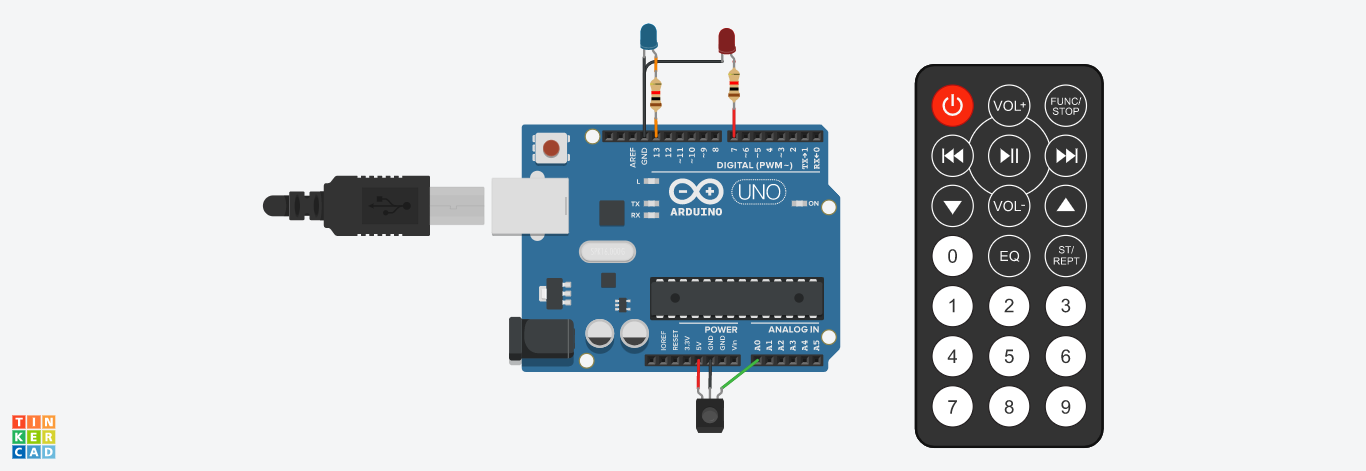 AREF
GND
13
12
~11
~10
~9
8
7
~6
~5
4
~3
2
TX→1
RX←0
DIGITAL (PWM~)
L
TX
RX
UNO
ARDUINO
ON
POWER
ANALOG IN
IOREF
RESET
3.3V
5V
GND
GND
Vin
A0
A1
A2
A3
A4
A5
VOL+
FUNC/
STOP
VOL-
0
EQ
ST/
REPT
1 2 3
4 5 6
7 8 9
TIN
KER
CAD